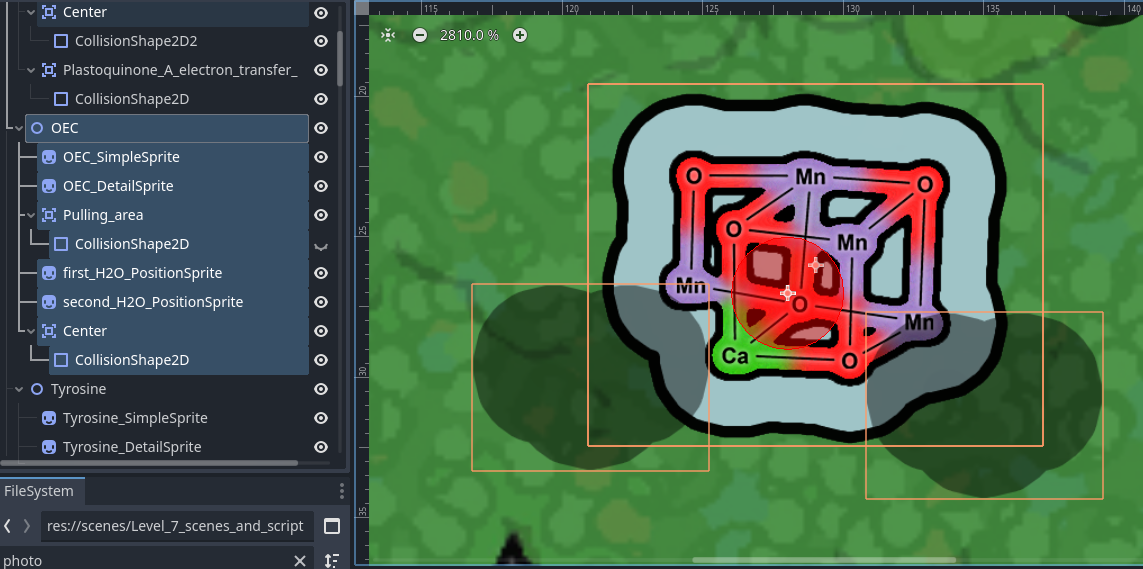 Center
CollisionShape2D2
Plastoquinone_A_electron_transfer_
CollisionShape2D
OEC
OEC_SimpleSprite
OEC_DetailSprite
Pulling_area
CollisionShape2D
first_H2O_PositionSprite
second_H2O_PositionSprite
Center
CollisionShape2D
Tyrosine
Tyrosine_SimpleSprite
Tyrosine_DetailSprite
FileSystem
res://scenes/Level_7_scenes_and_script
photo
115 120 125 130 135 140
2810.0 %
20
25
30
35
O Mn O
O Mn
Mn O Mn
Ca O